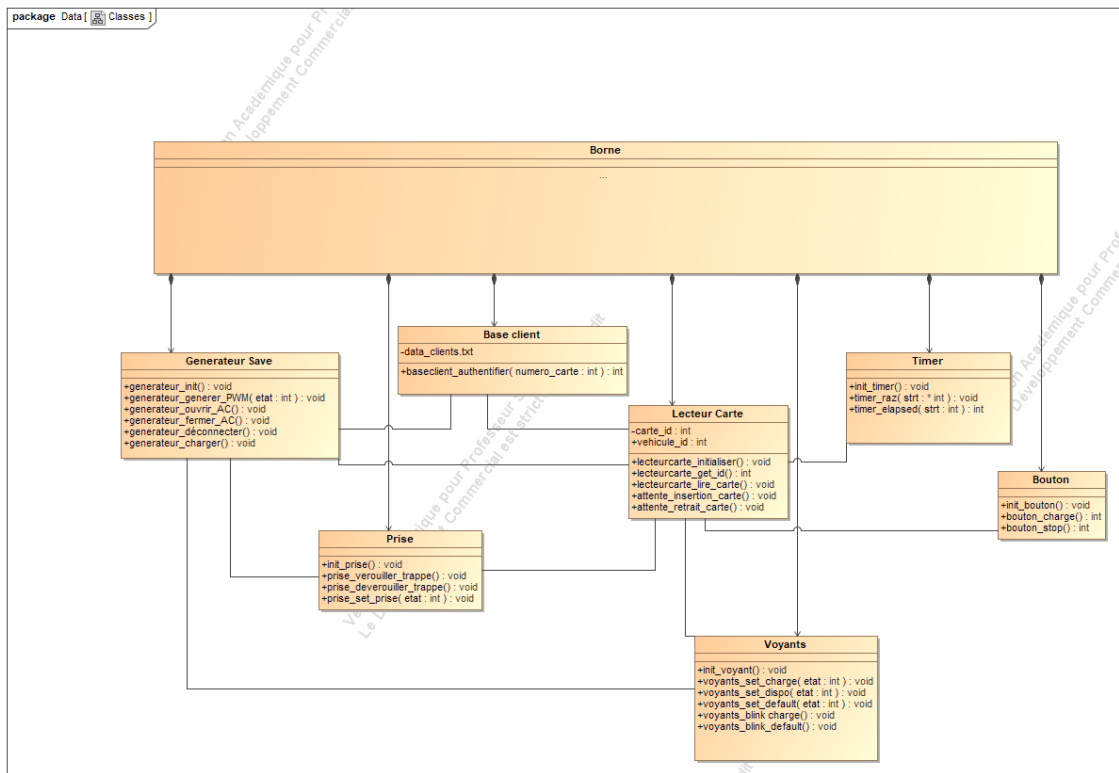 package Data [ Classes ]
Borne
...
Base client
-data_clients.txt
+baseclient_authentifier( numero_carte : int ) : int
Generateur Save
+generateur_init() : void
+generateur_generer_PWM( etat : int ) : void
+generateur_ouvrir_AC() : void
+generateur_fermer_AC() : void
+generateur_déconnecter() : void
+generateur_charger() : void
Timer
+init_timer() : void
+timer_raz( strt : * int ) : void
+timer_elapsed( strt : int ) : int
Lecteur Carte
-carte_id : int
+vehicule_id : int
+lecteurcarte_initialiser() : void
+lecteurcarte_get_id() : int
+lecteurcarte_lire_carte() : void
+attente_insertion_carte() : void
+attente_retrait_carte() : void
Bouton
+init_bouton() : void
+bouton_charge() : int
+bouton_stop() : int
Prise
+init_prise() : void
+prise_verouiller_trappe() : void
+prise_deverouiller_trappe() : void
+prise_set_prise( etat : int ) : void
Voyants
+init_voyant() : void
+voyants_set_charge( etat : int ) : void
+voyants_set_dispo( etat : int ) : void
+voyants_set_default( etat : int ) : void
+voyants_blink charge() : void
+voyants_blink_default() : void